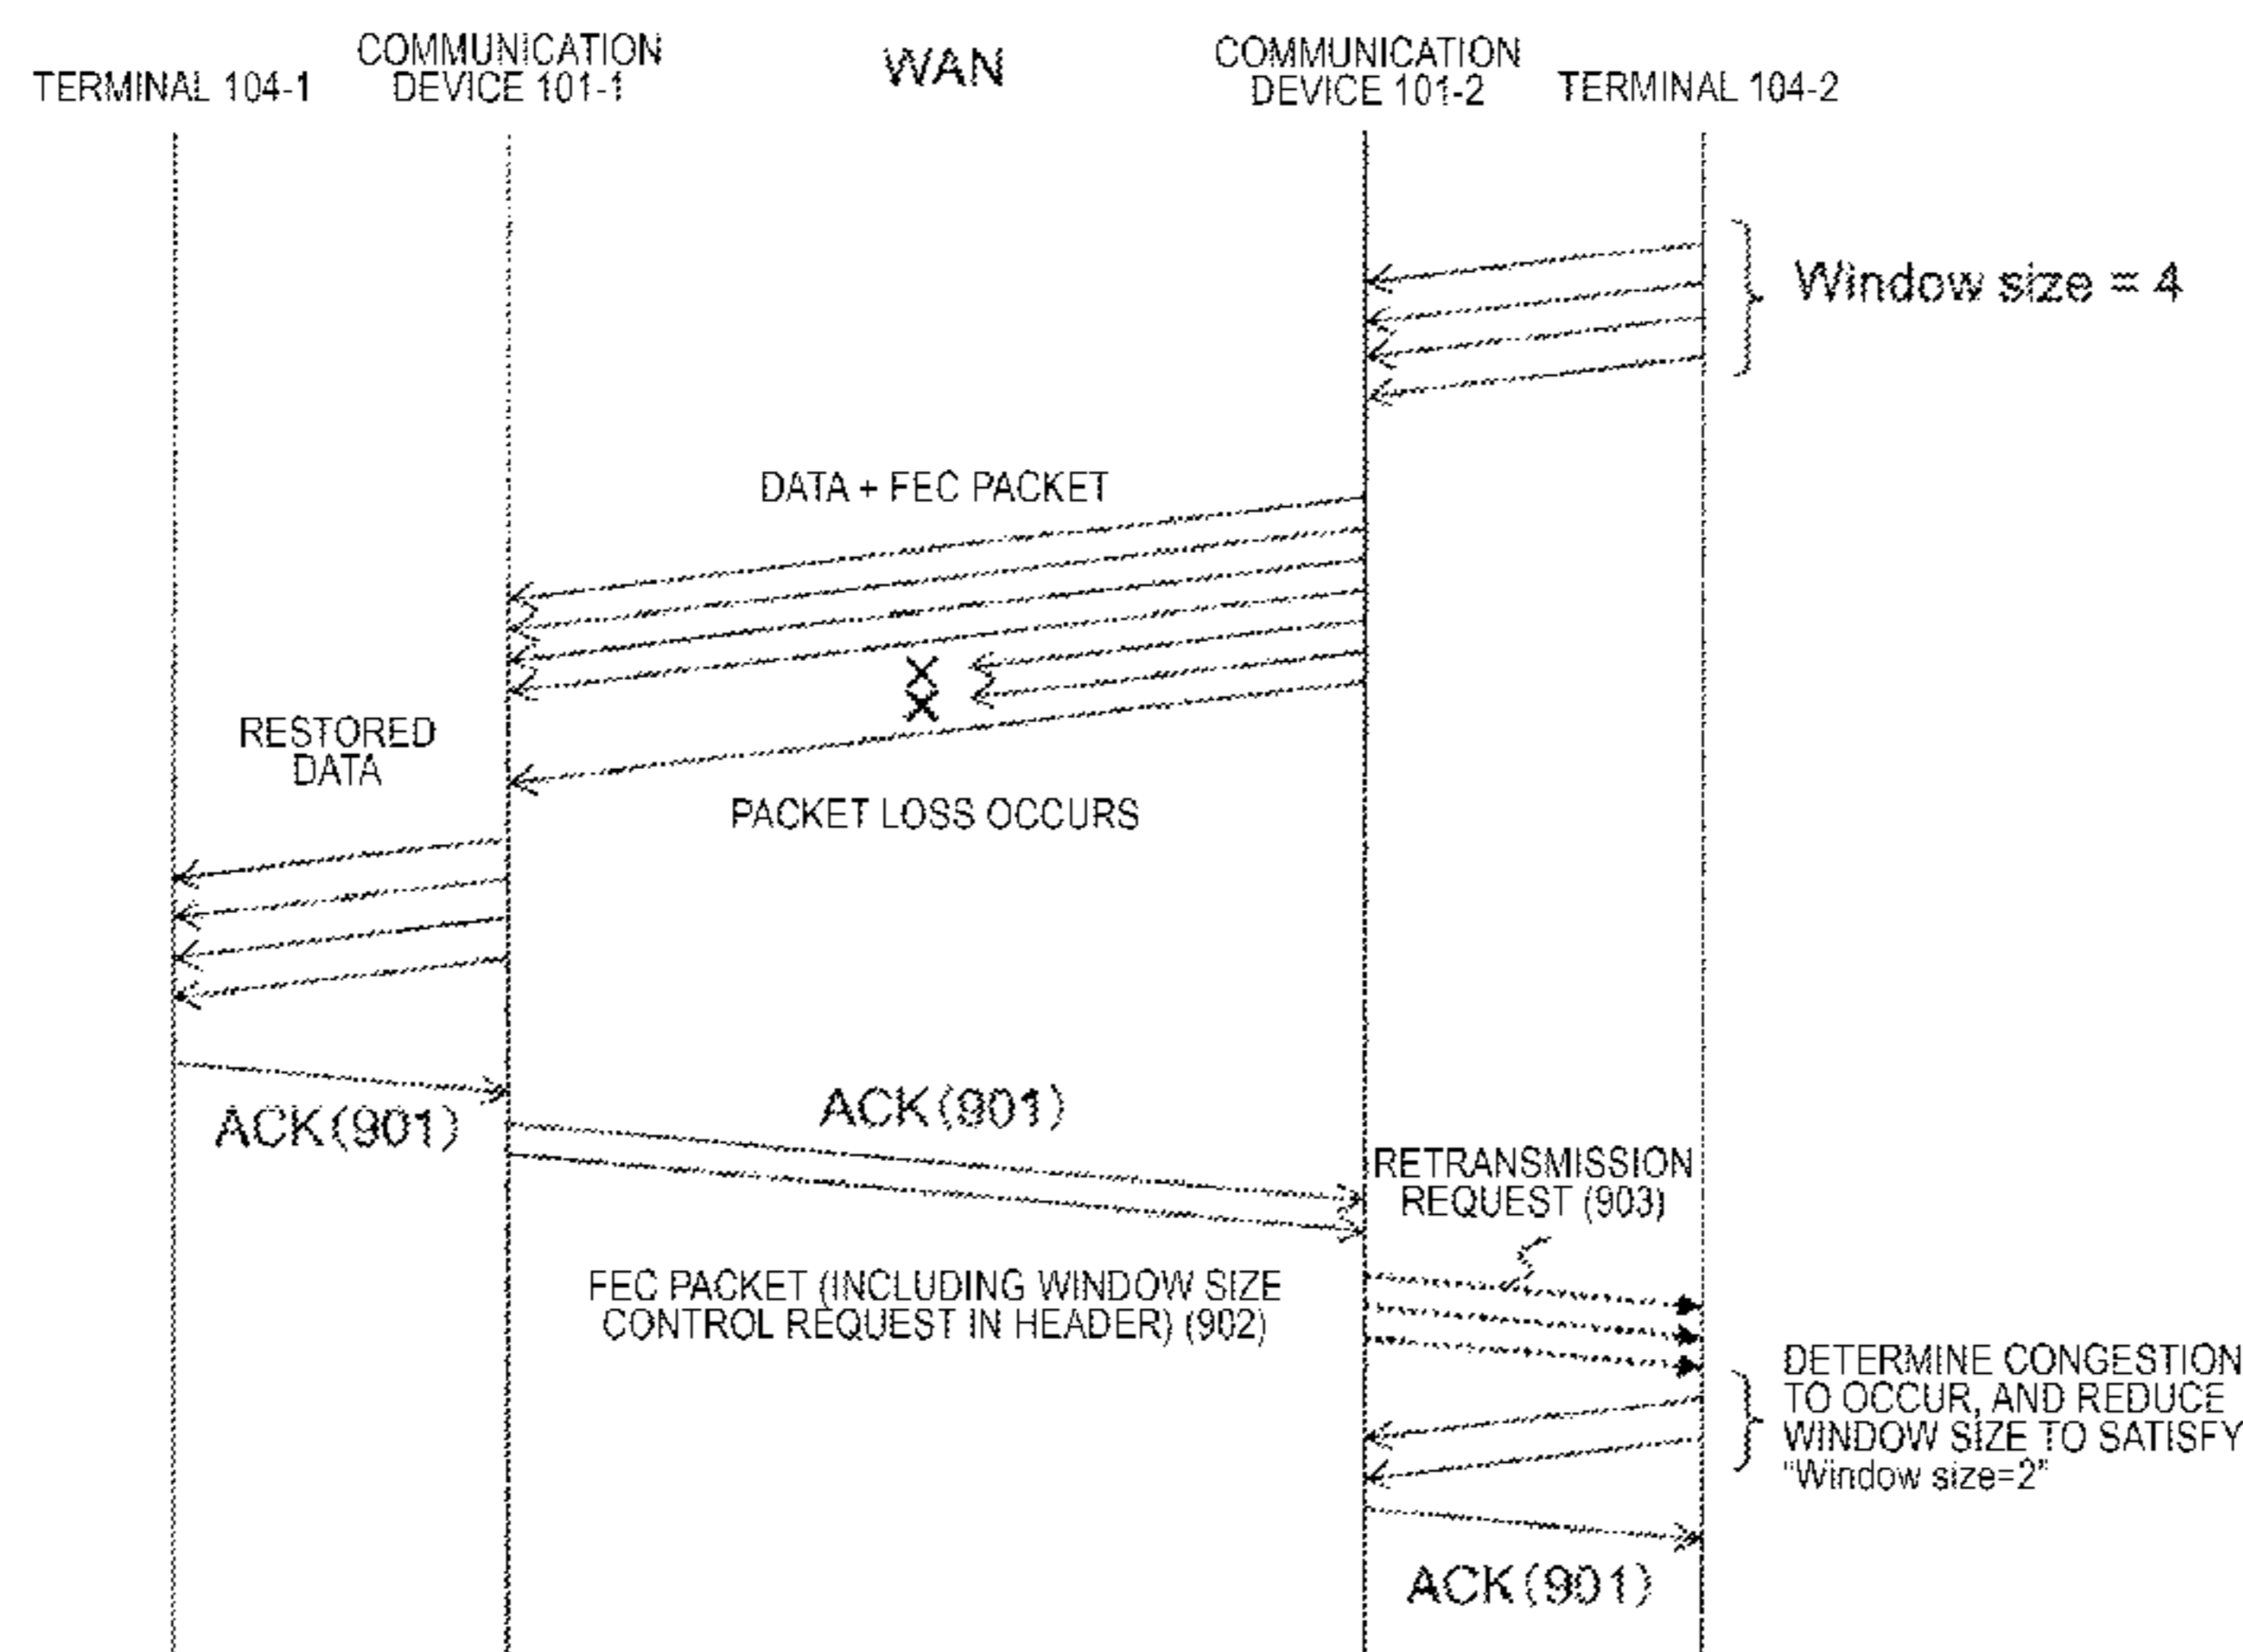 TERMINAL 104-1
COMMUNICATION
DEVICE 101-1
WAN
COMMUNICATION
DEVICE 101-2
TERMINAL 104-2
Window size = 4
DATA + FEC PACKET
RESTORED
DATA
PACKET LOSS OCCURS
ACK(901)
ACK(901)
RETRANSMISSION
REQUEST (903)
FEC PACKET (INCLUDING WINDOW SIZE
CONTROL REQUEST IN HEADER) (902)
DETERMINE CONGESTION
TO OCCUR, AND REDUCE
WINDOW SIZE TO SATISFY
"Window size=2"
ACK(901)